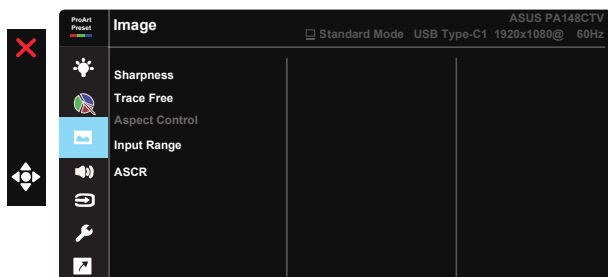 ProArt
Preset
Image
ASUS PA148CTV
Standard Mode USB Type-C1 1920x1080@ 60Hz
Sharpness
Trace Free
Aspect Control
Input Range
ASCR